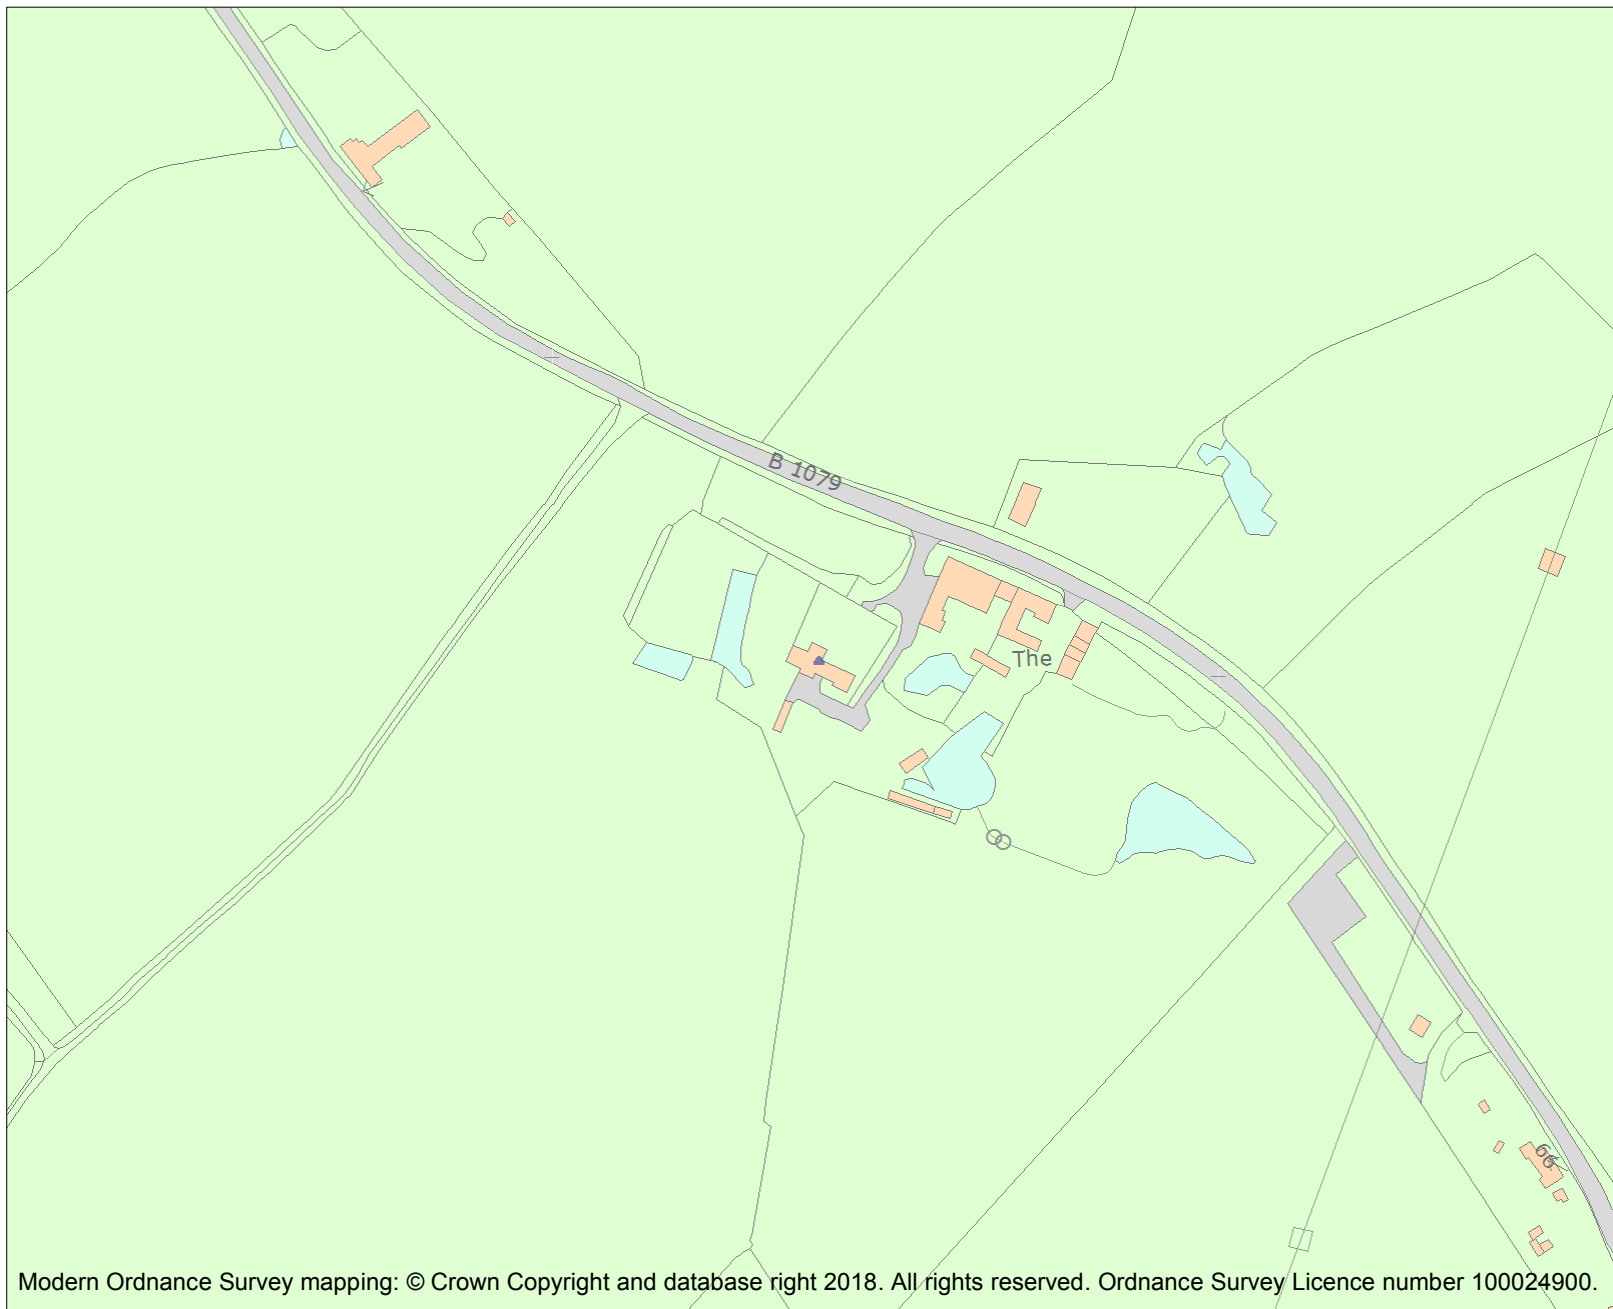 B 1079
The
66
Modern Ordnance Survey mapping: © Crown Copyright and database right 2018. All rights reserved. Ordnance Survey Licence number 100024900.